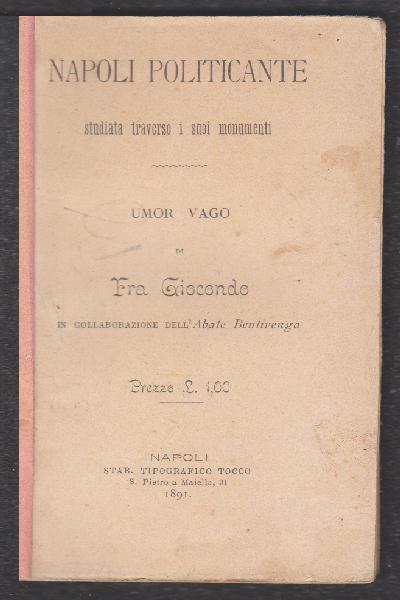 NAPOLI POLITICANTE
studiata traverso i suoi monumenti
UMOR VAGO
DI
Fra Giocondo
IN COLLABORAZIONE DELL'Abate Bentivenga
Prezzo L. 1,00
NAPOLI
STAB. TIPOGRAFICO TOCCO
S. Pietro a Maiella, 31
1891.